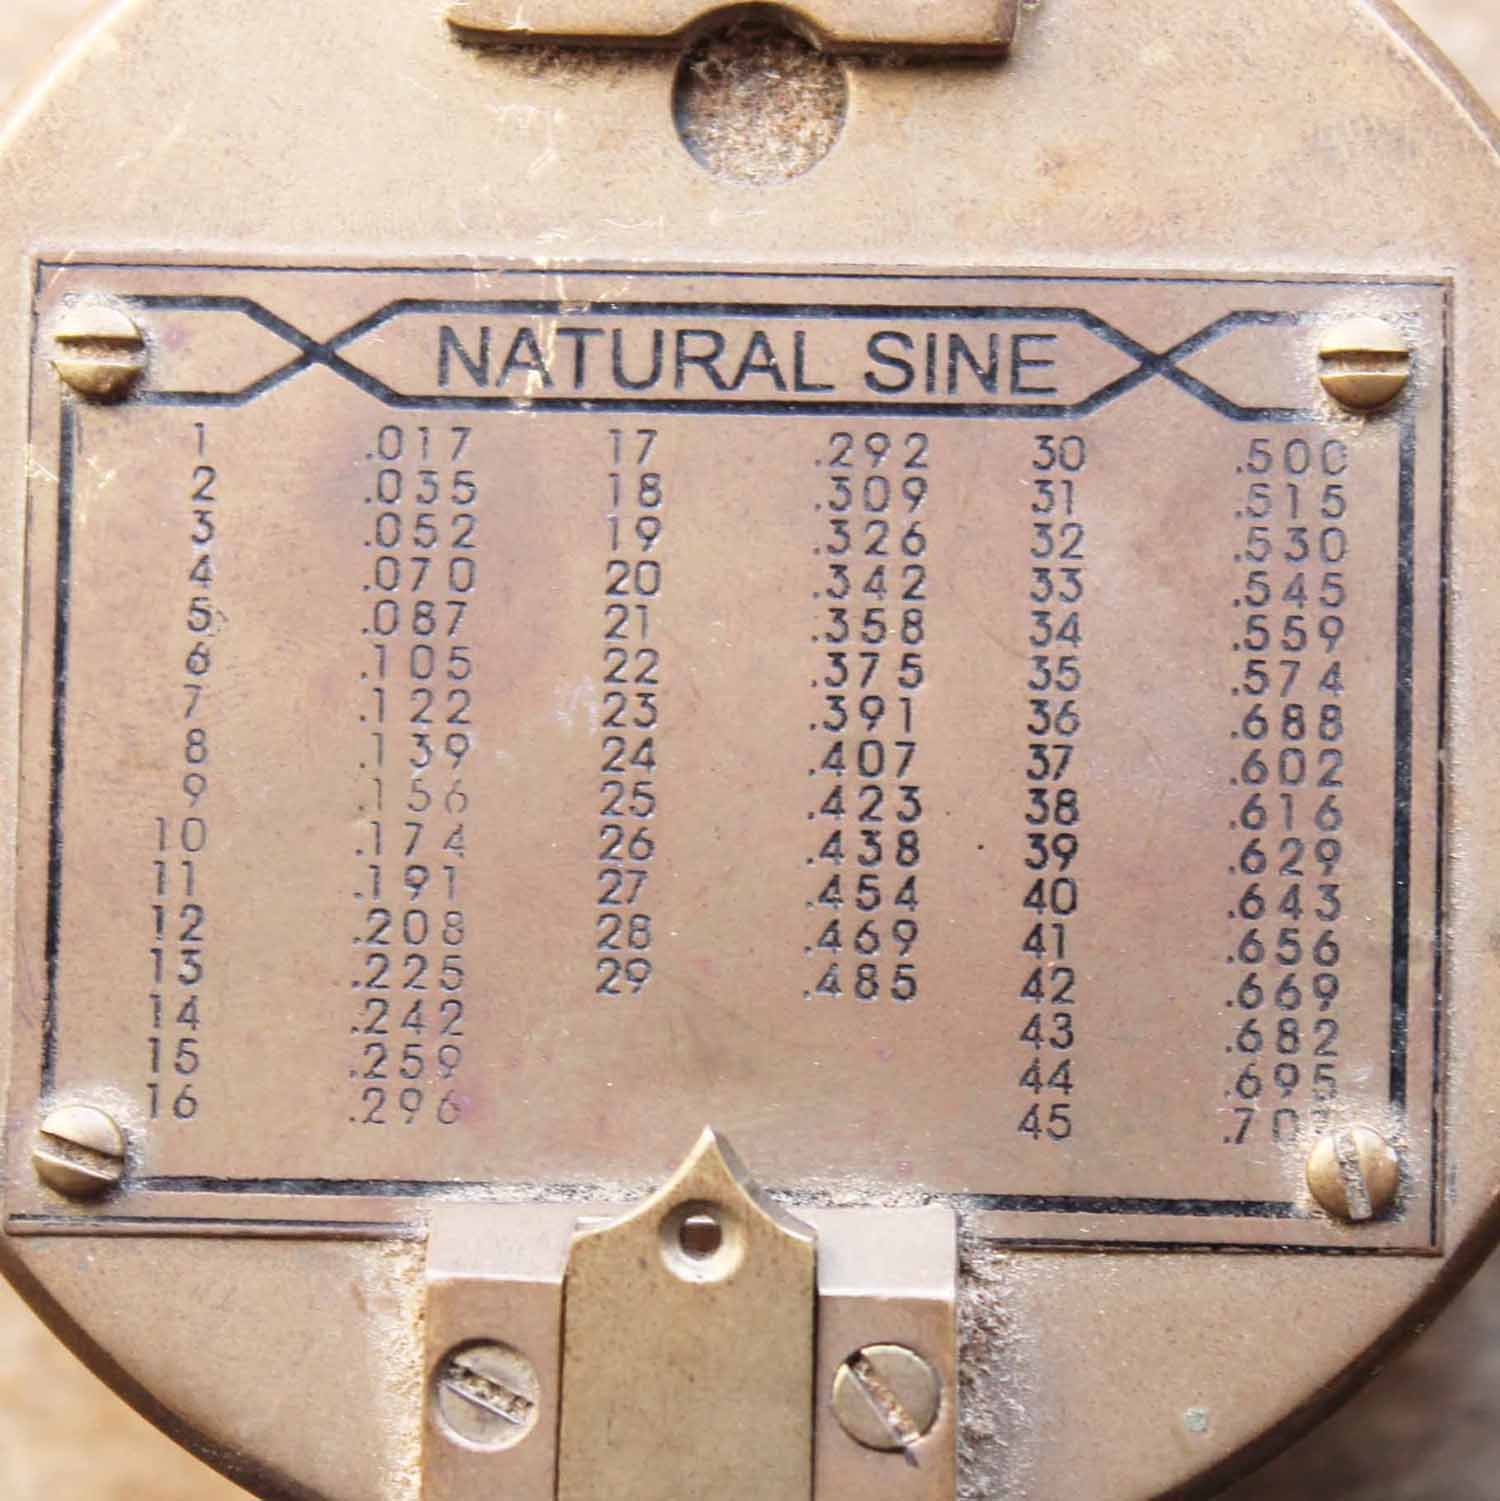 NATURAL SINE
1 .017 17 .292 30 .500
2 .035 18 .309 31 .515
3 .052 19 .326 32 .530
4 .070 20 .342 33 .545
5 .087 21 .358 34 .559
6 .105 22 .375 35 .574
7 .122 23 .391 36 .688
8 .139 24 .407 37 .602
9 .156 25 .423 38 .616
10 .174 26 .438 39 .629
11 .191 27 .454 40 .643
12 .208 28 .469 41 .656
13 .225 29 .485 42 .669
14 .242 43 .682
15 .259 44 .695
16 .296 45